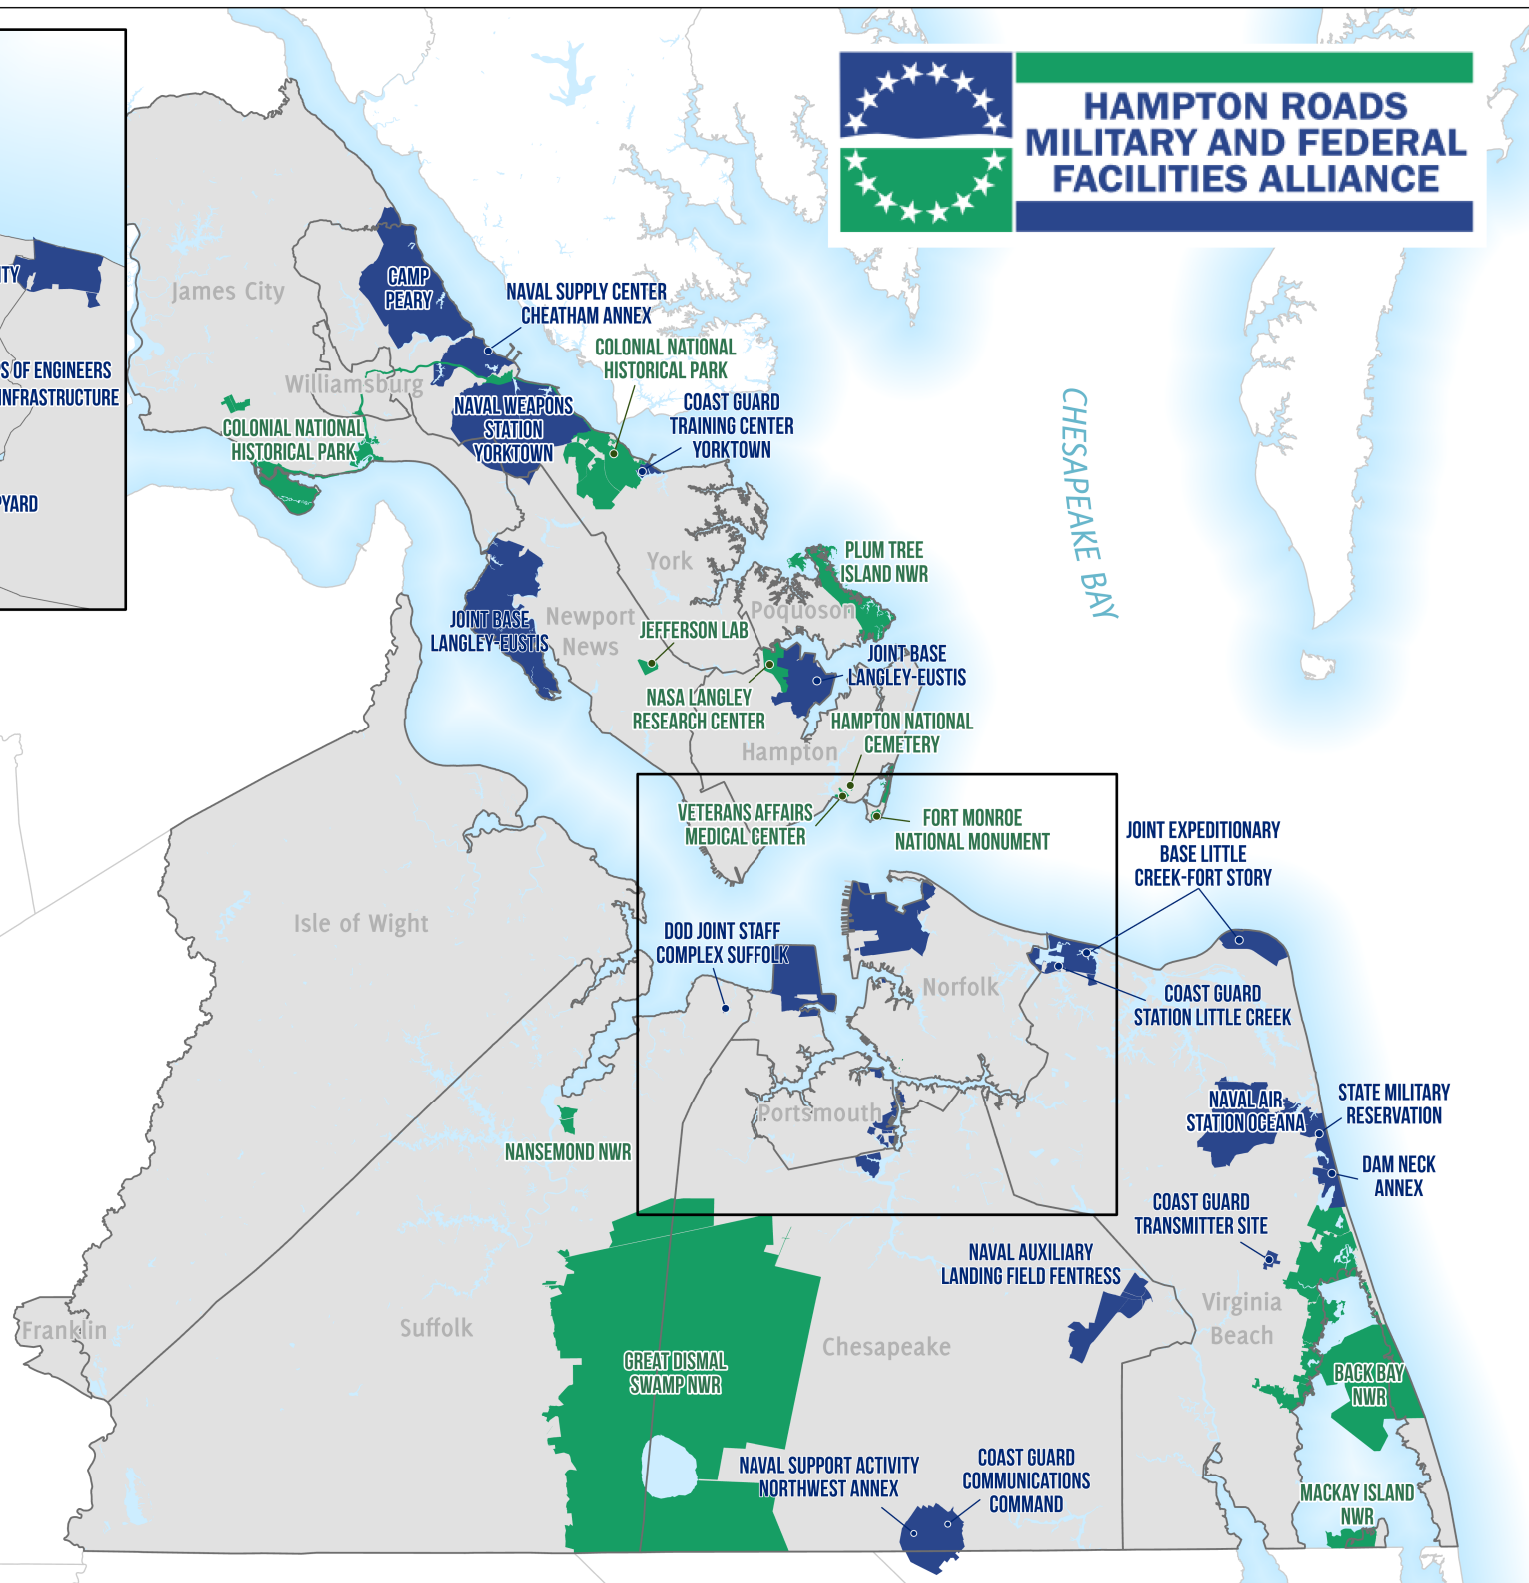 HAMPTON ROADS
MILITARY AND FEDERAL
FACILITIES ALLIANCE
ITY
S OF ENGINEERS
INFRASTRUCTURE
YARD
James City
CAMP
PEARY
NAVAL SUPPLY CENTER
CHEATHAM ANNEX
COLONIAL NATIONAL
HISTORICAL PARK
Williamsburg
COAST GUARD
TRAINING CENTER
YORKTOWN
NAVAL WEAPONS
STATION
YORKTOWN
COLONIAL NATIONAL
HISTORICAL PARK
CHESAPEAKE BAY
York
PLUM TREE
ISLAND NWR
Poquoson
Newport
News
JOINT BASE
LANGLEY-EUSTIS
JEFFERSON LAB
JOINT BASE
LANGLEY-EUSTIS
NASA LANGLEY
RESEARCH CENTER
HAMPTON NATIONAL
CEMETERY
Hampton
VETERANS AFFAIRS
MEDICAL CENTER
FORT MONROE
NATIONAL MONUMENT
JOINT EXPEDITIONARY
BASE LITTLE
CREEK-FORT STORY
Isle of Wight
DOD JOINT STAFF
COMPLEX SUFFOLK
Norfolk
COAST GUARD
STATION LITTLE CREEK
NAVAL AIR
STATION OCEANA
STATE MILITARY
RESERVATION
Portsmouth
NANSEMOND NWR
DAM NECK
ANNEX
COAST GUARD
TRANSMITTER SITE
NAVAL AUXILIARY
LANDING FIELD FENTRESS
Virginia
Beach
Franklin
Suffolk
Chesapeake
GREAT DISMAL
SWAMP NWR
BACK BAY
NWR
NAVAL SUPPORT ACTIVITY
NORTHWEST ANNEX
COAST GUARD
COMMUNICATIONS
COMMAND
MACKAY ISLAND
NWR